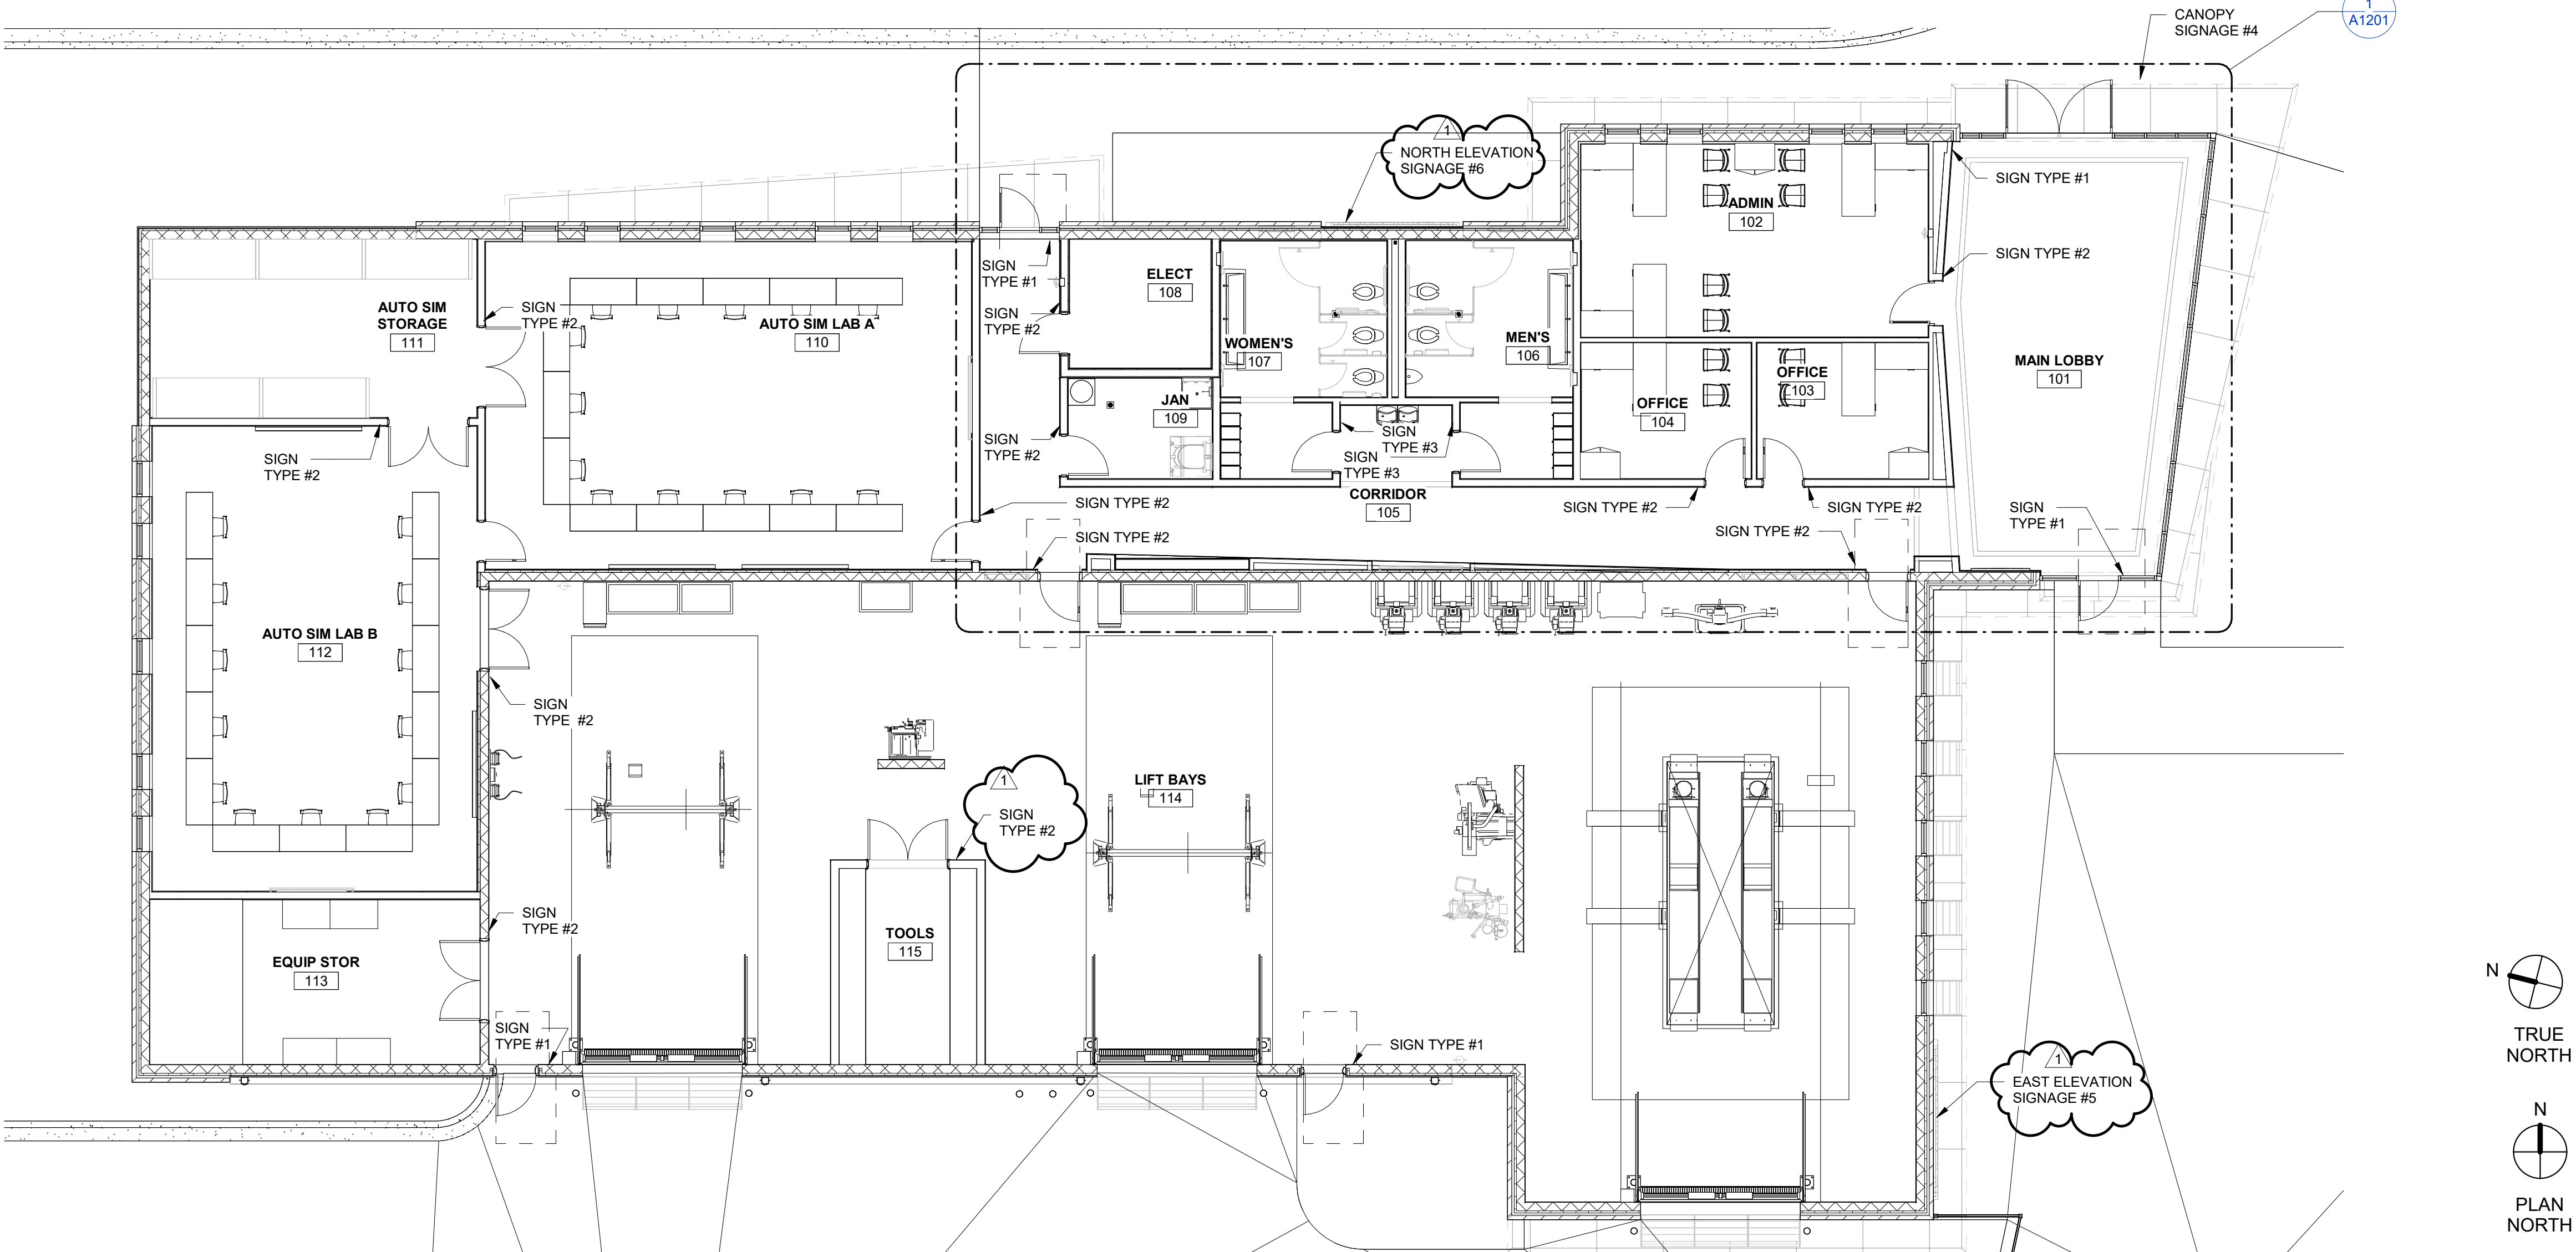 1
A1201
CANOPY
SIGNAGE #4
1
NORTH ELEVATION
SIGNAGE #6
SIGN TYPE #1
ADMIN
102
SIGN TYPE #2
SIGN
TYPE #1
ELECT
108
SIGN
TYPE #2
AUTO SIM
STORAGE
111
SIGN
TYPE #2
AUTO SIM LAB A
110
WOMEN'S
107
MEN'S
106
MAIN LOBBY
101
OFFICE
103
OFFICE
104
JAN
109
SIGN
TYPE #2
SIGN
TYPE #3
SIGN
TYPE #3
SIGN
TYPE #2
CORRIDOR
105
SIGN TYPE #2
SIGN TYPE #2
SIGN TYPE #2
SIGN TYPE #2
SIGN TYPE #2
SIGN
TYPE #1
AUTO SIM LAB B
112
SIGN
TYPE #2
1
SIGN
TYPE #2
LIFT BAYS
114
SIGN
TYPE #2
TOOLS
115
EQUIP STOR
113
SIGN
TYPE #1
SIGN TYPE #1
1
EAST ELEVATION
SIGNAGE #5
N
TRUE
NORTH
N
PLAN
NORTH